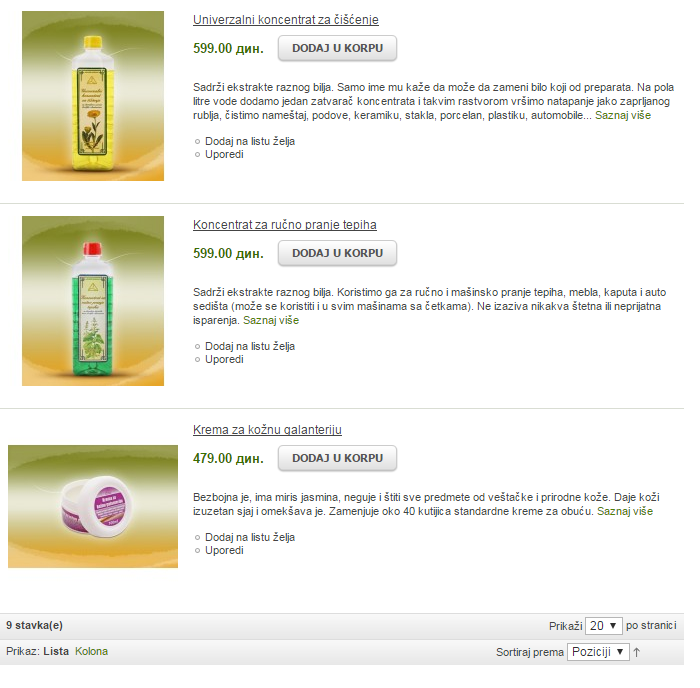 Univerzalni koncentrat za čišćenje
599.00 дин. DODAJ U KORPU
Sadrži ekstrakte raznog bilja. Samo ime mu kaže da može da zameni bilo koji od preparata. Na pola
litre vode dodamo jedan zatvarač koncentrata i takvim rastvorom vršimo natapanje jako zaprljanog
rublja, čistimo nameštaj, podove, keramiku, stakla, porcelan, plastiku, automobile... Saznaj više
Dodaj na listu želja
Uporedi
Koncentrat za ručno pranje tepiha
599.00 дин. DODAJ U KORPU
Sadrži ekstrakte raznog bilja. Koristimo ga za ručno i mašinsko pranje tepiha, mebla, kaputa i auto
sedišta (može se koristiti i u svim mašinama sa četkama). Ne izaziva nikakva štetna ili neprijatna
isparenja. Saznaj više
Dodaj na listu želja
Uporedi
Krema za kožnu galanteriju
479.00 дин. DODAJ U KORPU
Bezbojna je, ima miris jasmina, neguje i štiti sve predmete od veštačke i prirodne kože. Daje koži
izuzetan sjaj i omekšava je. Zamenjuje oko 40 kutijica standardne kreme za obuću. Saznaj više
Dodaj na listu želja
Uporedi
9 stavka(e) Prikaži 20 po stranici
Prikaz: Lista Kolona Sortiraj prema Poziciji